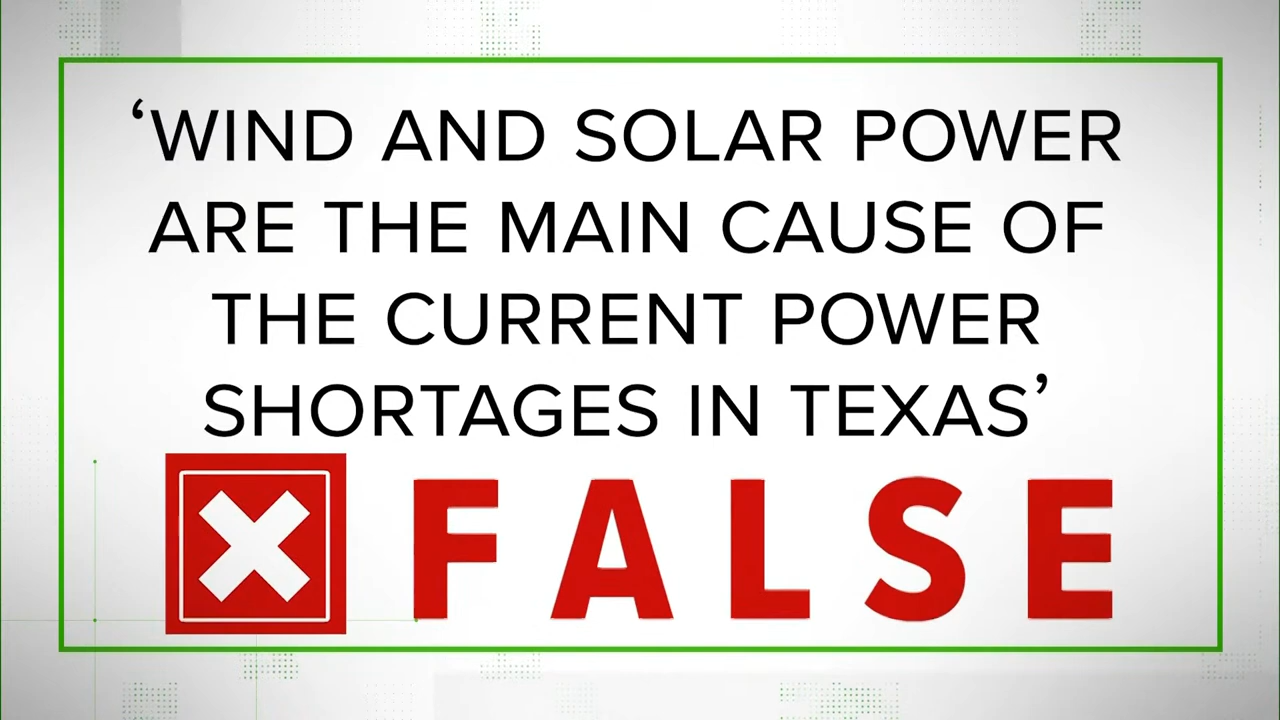 ‘WIND AND SOLAR POWER
ARE THE MAIN CAUSE OF
THE CURRENT POWER
SHORTAGES IN TEXAS’
FALSE